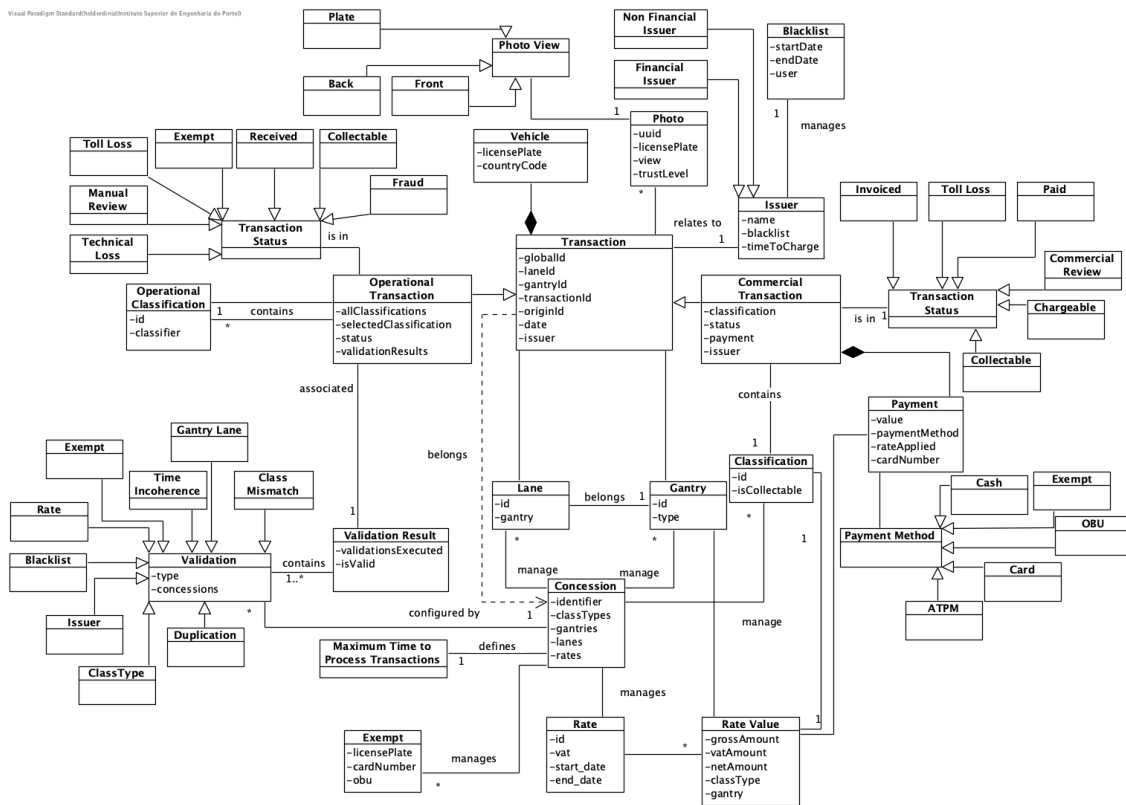 Visual Paradigm Standard(helderdiniz(Instituto Superior de Engenharia do Porto))
Plate
Photo View
Back
Front
Non Financial
Issuer
Financial
Issuer
Blacklist
-startDate
-endDate
-user
1
manages
1
Photo
-uuid
-licensePlate
-view
-trustLevel
*
Vehicle
-licensePlate
-countryCode
Toll Loss
Exempt
Received
Collectable
Manual
Review
Fraud
Technical
Loss
Transaction
Status
is in
Issuer
-name
-blacklist
-timeToCharge
relates to
1
Invoiced
Toll Loss
Paid
Commercial
Review
Chargeable
Transaction
Status
Collectable
is in
1
Transaction
-globalId
-laneId
-gantryId
-transactionId
-originId
-date
-issuer
Operational
Classification
-id
-classifier
1
contains
*
Operational
Transaction
-allClassifications
-selectedClassification
-status
-validationResults
Commercial
Transaction
-classification
-status
-payment
-issuer
associated
1
contains
1
belongs
Payment
-value
-paymentMethod
-rateApplied
-cardNumber
Gantry Lane
Exempt
Time
Incoherence
Class
Mismatch
Rate
Blacklist
Validation
-type
-concessions
Issuer
Duplication
ClassType
contains
1..*
*
Validation Result
-validationsExecuted
-isValid
Lane
-id
-gantry
belongs
1
Gantry
-id
-type
*
*
Classification
-id
-isCollectable
*
1
Cash
Exempt
OBU
Payment Method
Card
ATPM
manage
manage
manage
Concession
-identifier
-classTypes
-gantries
-lanes
-rates
configured by
1
Maximum Time to
Process Transactions
defines
1
manages
Exempt
-licensePlate
-cardNumber
-obu
manages
*
Rate
-id
-vat
-start_date
-end_date
*
1
Rate Value
-grossAmount
-vatAmount
-netAmount
-classType
-gantry